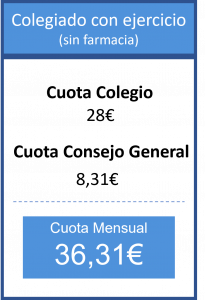 Colegiado con ejercicio
(sin farmacia)
Cuota Colegio
28€
Cuota Consejo General
8,31€
Cuota Mensual
36,31€